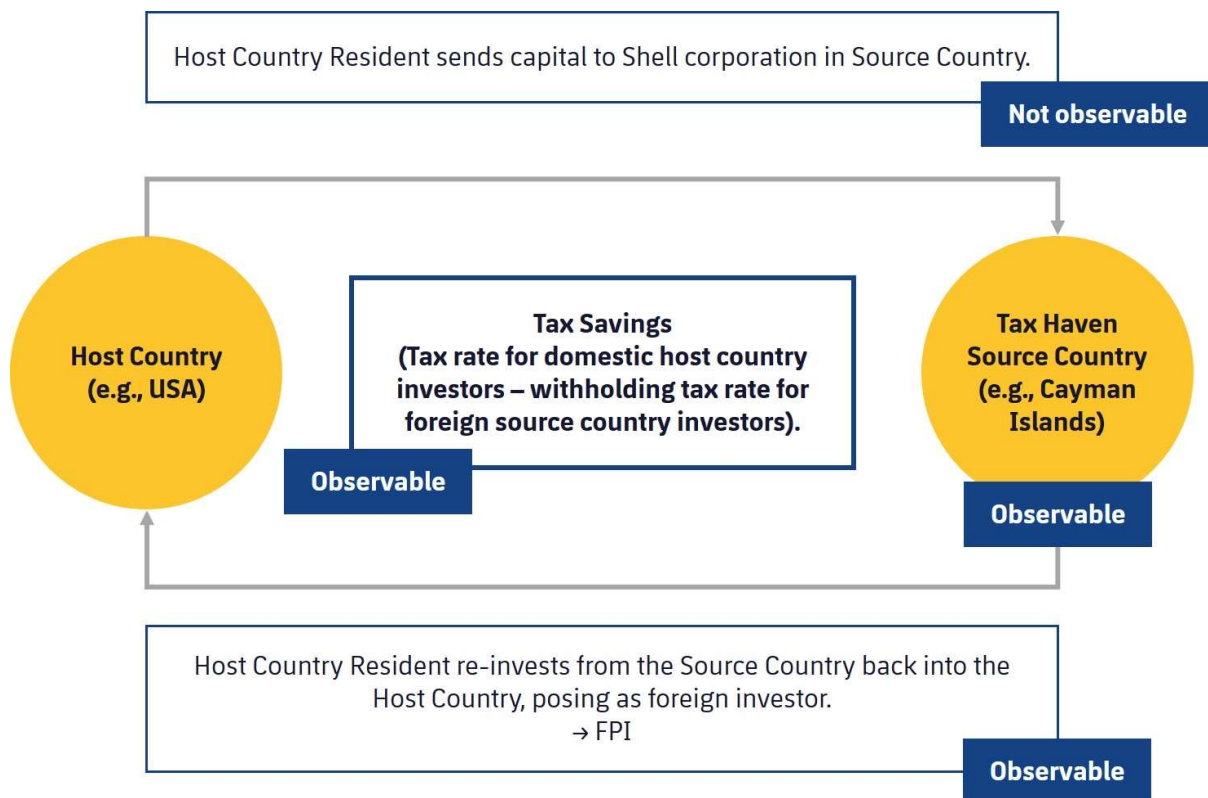 Host Country Resident sends capital to Shell corporation in Source Country.
Not observable
Host Country
(e.g., USA)
Tax Savings
(Tax rate for domestic host country
investors – withholding tax rate for
foreign source country investors).
Observable
Tax Haven
Source Country
(e.g., Cayman
Islands)
Observable
Host Country Resident re-invests from the Source Country back into the
Host Country, posing as foreign investor.
→ FPI
Observable